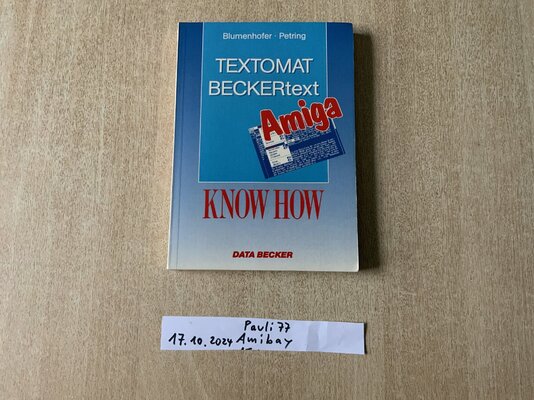 Blumenhofer · Petring
TEXTOMAT
BECKERtext
Amiga
KNOW HOW
DATA BECKER
Pauli77
17.10.2024 Amibay